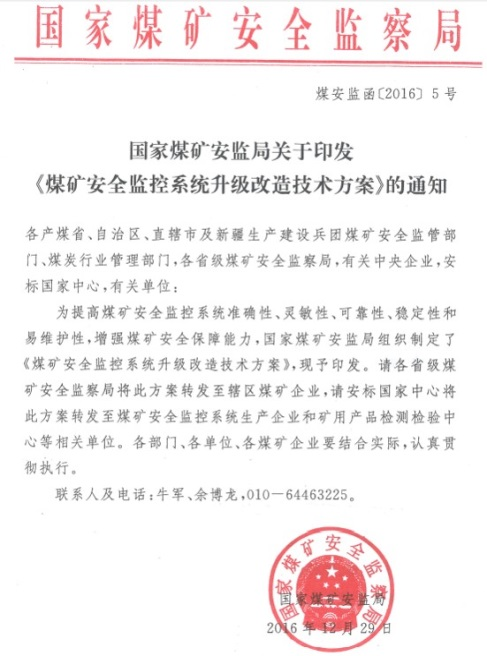 国家煤矿安全监察局
煤安监函〔2016〕5号
国家煤矿安监局关于印发
《煤矿安全监控系统升级改造技术方案》的通知
各产煤省、自治区、直辖市及新疆生产建设兵团煤矿安全监管部
门、煤炭行业管理部门,各省级煤矿安全监察局,有关中央企业,安
标国家中心,有关单位:
为提高煤矿安全监控系统准确性、灵敏性、可靠性、稳定性和
易维护性,增强煤矿安全保障能力,国家煤矿安监局组织制定了
《煤矿安全监控系统升级改造技术方案》,现予印发。请各省级煤
矿安全监察局将此方案转发至辖区煤矿企业,请安标国家中心将
此方案转发至煤矿安全监控系统生产企业和矿用产品检测检验中
心等相关单位。各部门、各单位、各煤矿企业要结合实际,认真贯
彻执行。
联系人及电话:牛军、佘博龙,010—64463225。
国家煤矿安全监察局
国家煤矿安监局
2016年12月29日